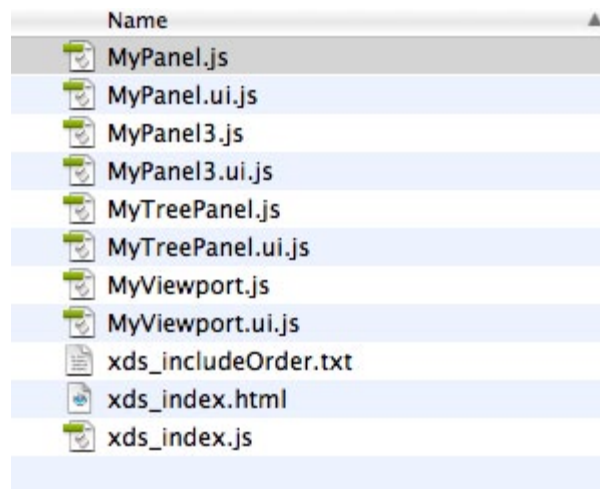 Name
MyPanel.js
MyPanel.ui.js
MyPanel3.js
MyPanel3.ui.js
MyTreePanel.js
MyTreePanel.ui.js
MyViewport.js
MyViewport.ui.js
xds_includeOrder.txt
xds_index.html
xds_index.js